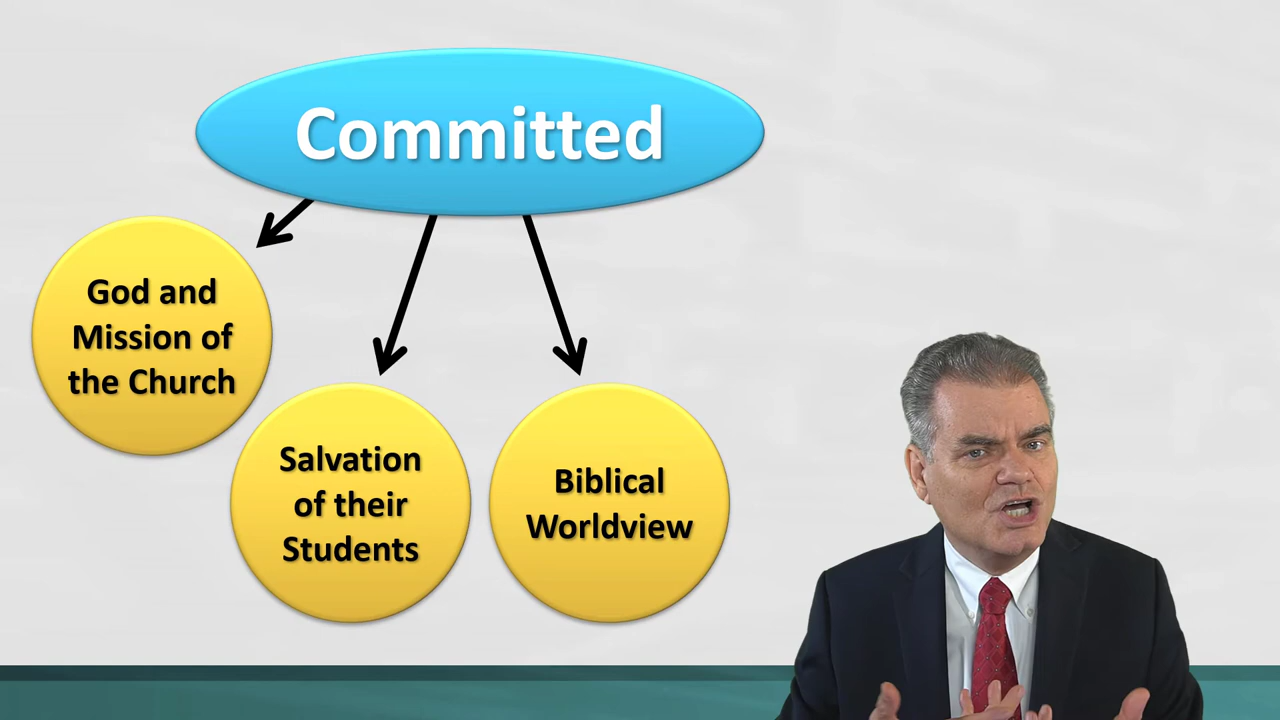 Committed
God and
Mission of
the Church
Salvation
of their
Students
Biblical
Worldview